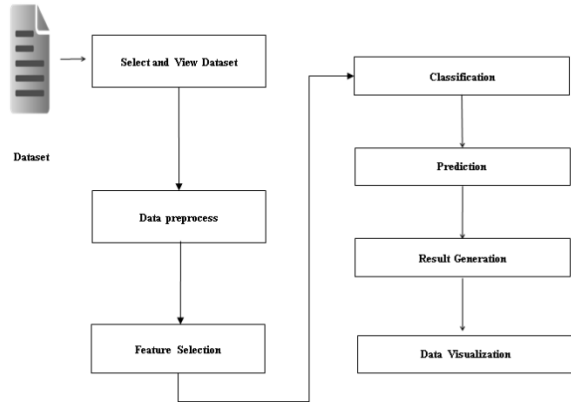 Select and View Dataset
Dataset
Data preprocess
Feature Selection
Classification
Prediction
Result Generation
Data Visualization